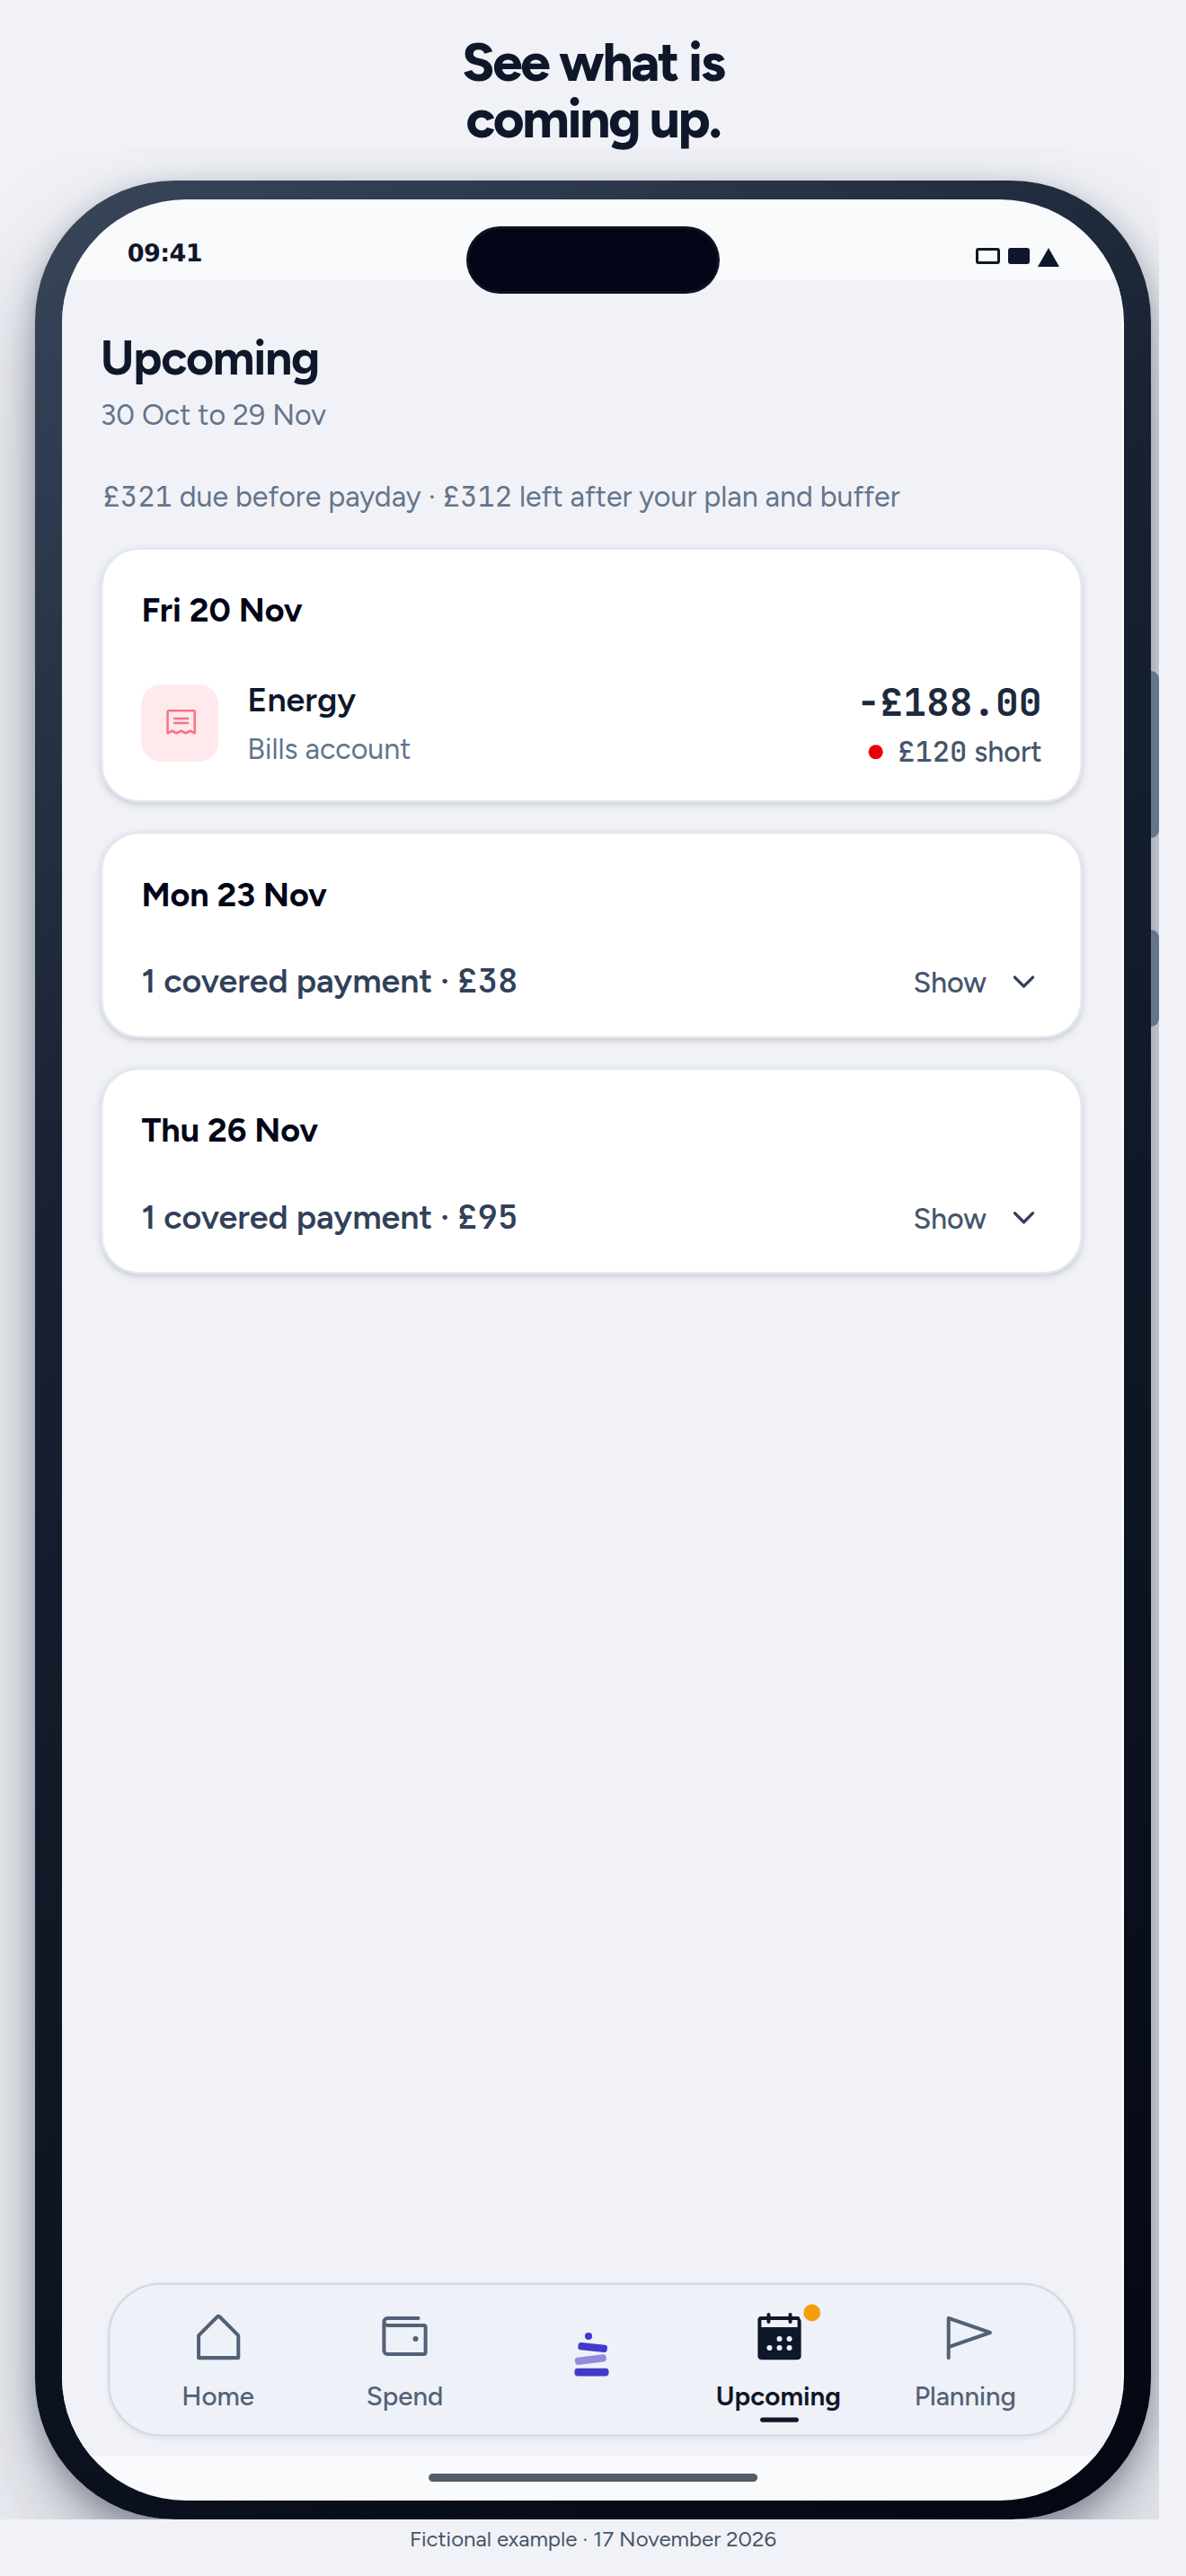 See what is
coming up.
09:41
Upcoming
30 Oct to 29 Nov
£321 due before payday · £312 left after your plan and buffer
Fri 20 Nov
Energy
-£188.00
Bills account
£120 short
Mon 23 Nov
1 covered payment · £38
Show
Thu 26 Nov
1 covered payment · £95
Show
Home
Spend
Upcoming
Planning
Fictional example · 17 November 2026